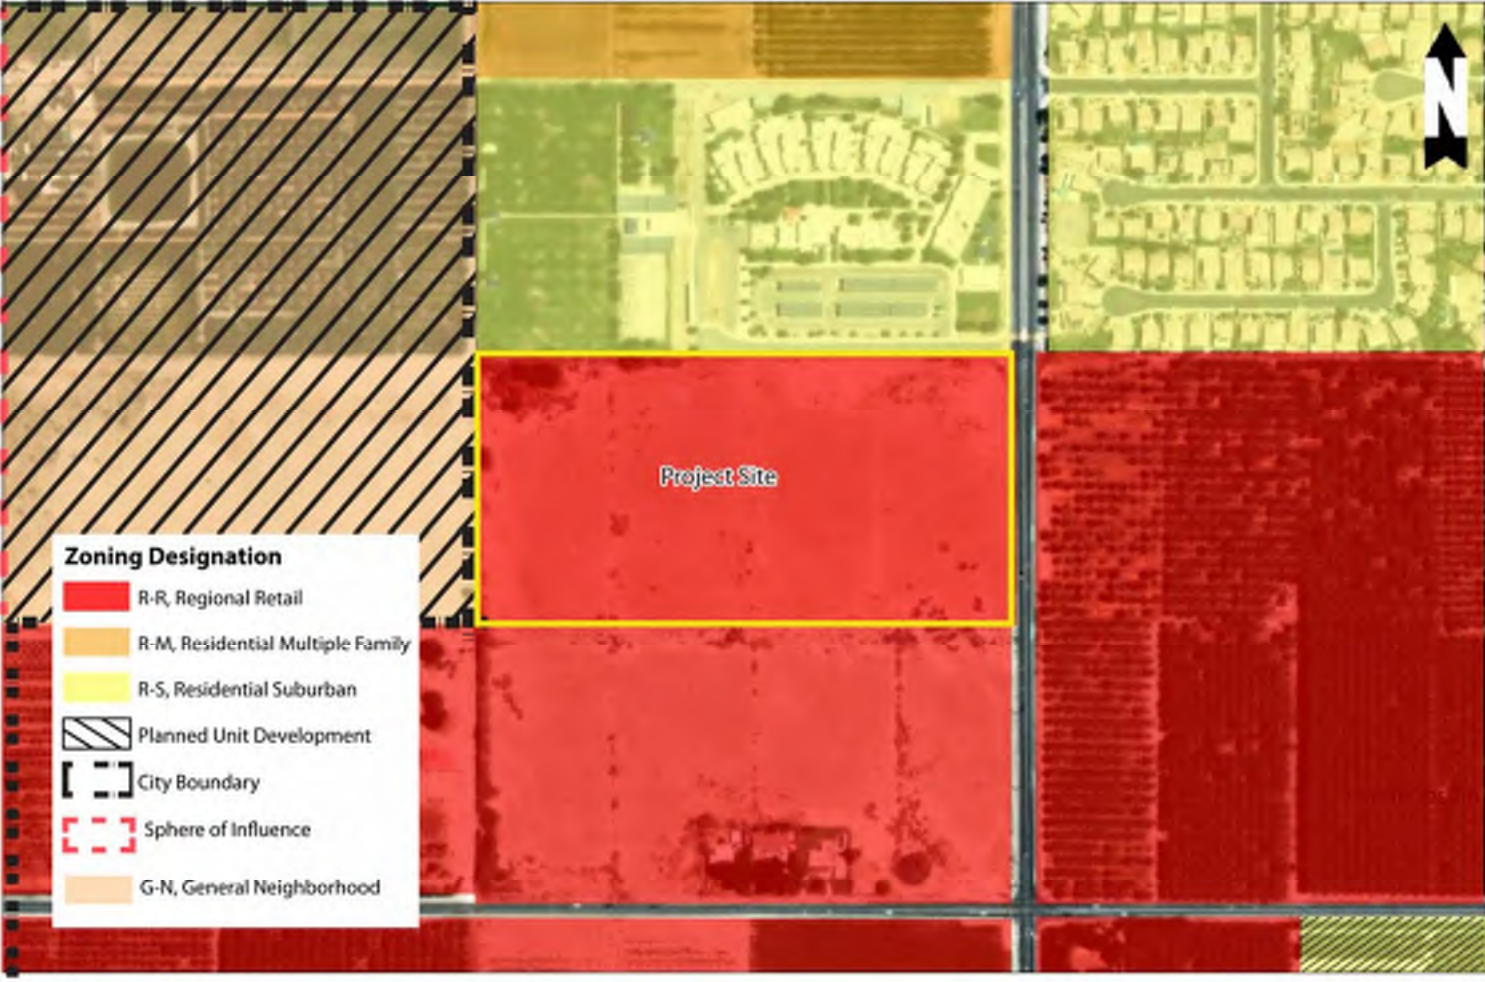 N
Project Site
Zoning Designation
R-R, Regional Retail
R-M, Residential Multiple Family
R-S, Residential Suburban
Planned Unit Development
City Boundary
Sphere of Influence
G-N, General Neighborhood